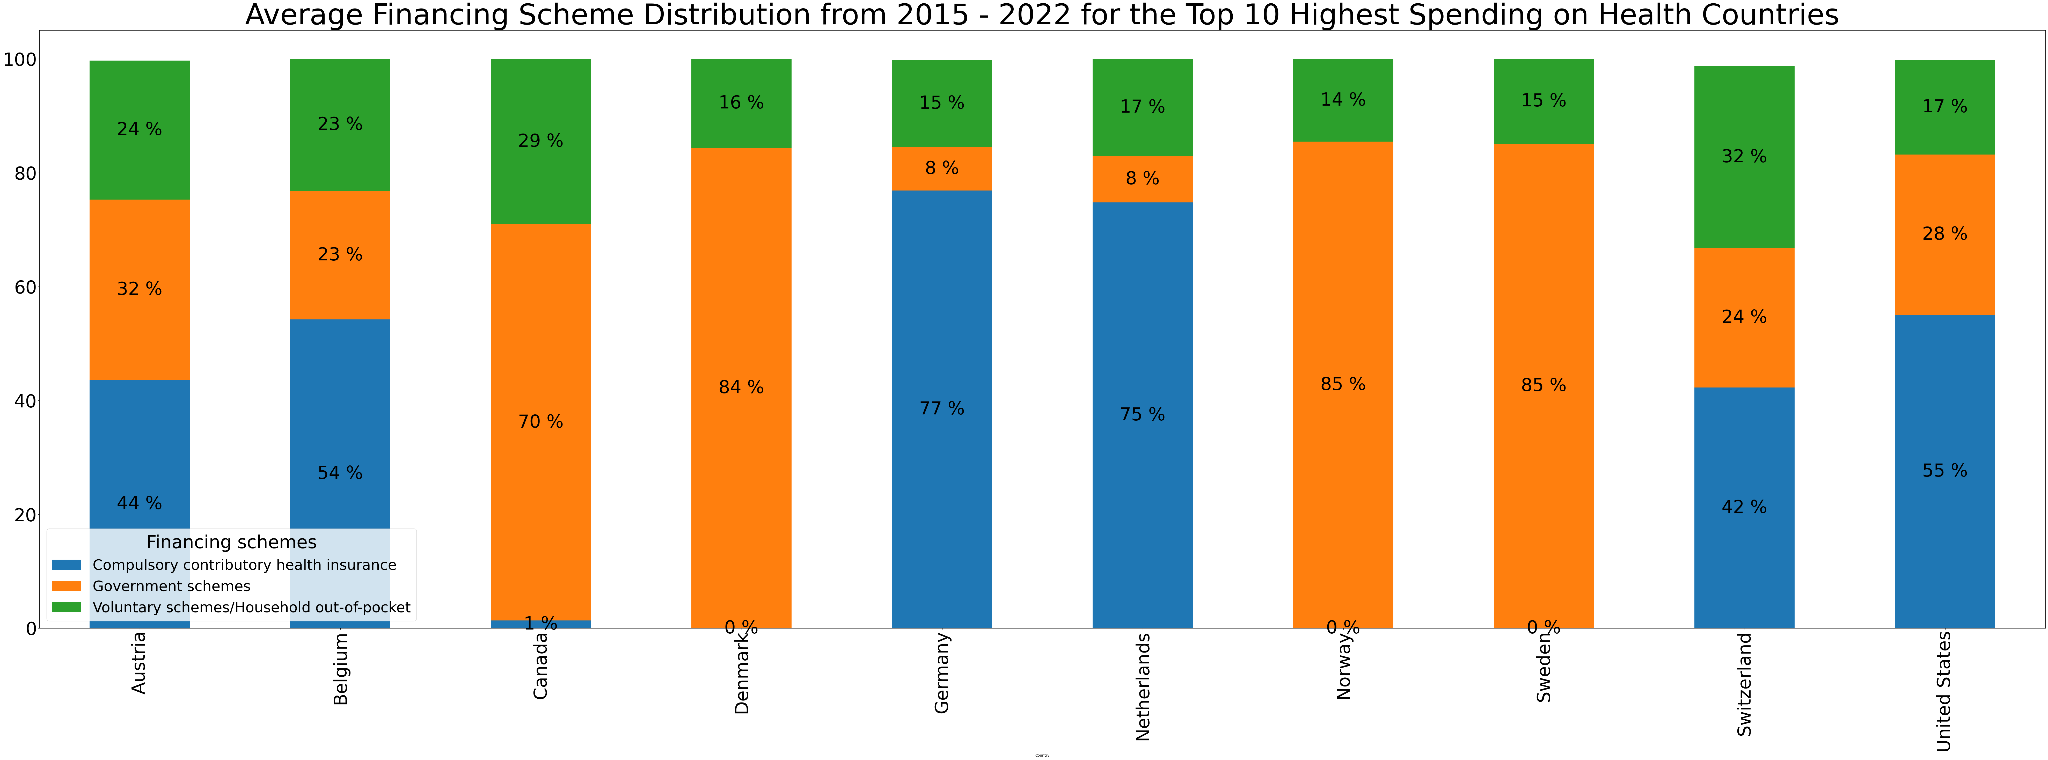 Average Financing Scheme Distribution from 2015 - 2022 for the Top 10 Highest Spending on Health Countries
100
80
60
40
20
0
24 %
23 %
29 %
16 %
15 %
17 %
14 %
15 %
32 %
17 %
32 %
23 %
70 %
84 %
8 %
8 %
85 %
85 %
24 %
28 %
44 %
54 %
1 %
0 %
77 %
75 %
0 %
0 %
42 %
55 %
Financing schemes
Compulsory contributory health insurance
Government schemes
Voluntary schemes/Household out-of-pocket
Austria
Belgium
Canada
Denmark
Germany
Netherlands
Norway
Sweden
Switzerland
United States